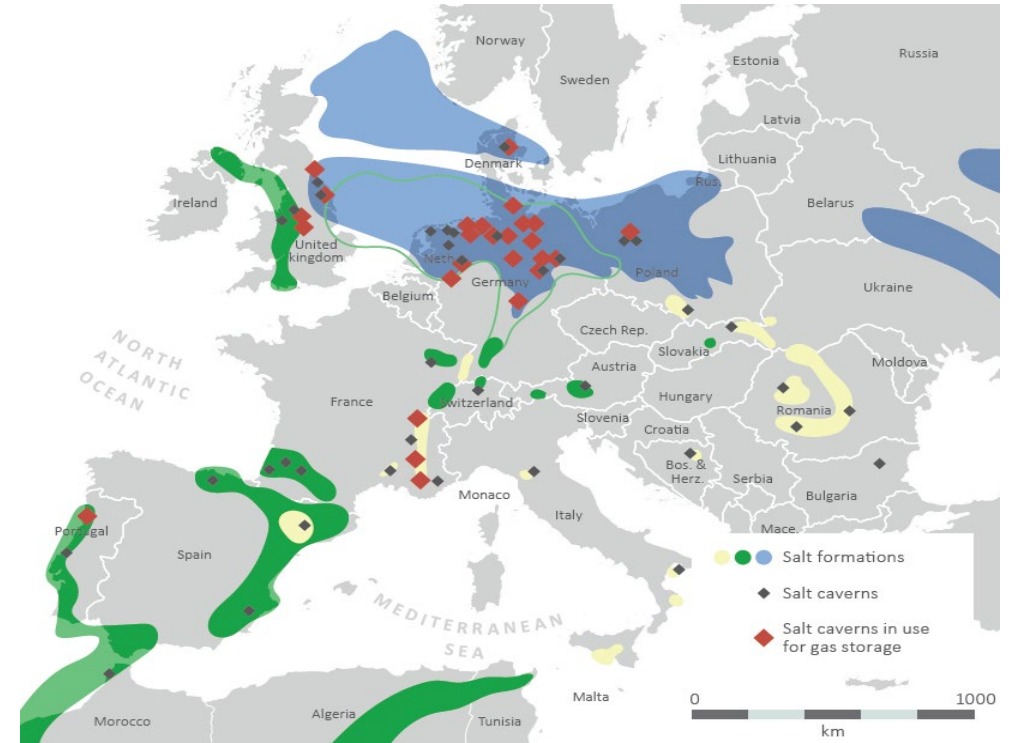 Norway
Sweden
Estonia
Russia
Latvia
Denmark
Lithuania
Rus.
Ireland
Belarus
United
kingdom
Neth.
Germany
Poland
Belgium
Ukraine
Czech Rep.
Slovakia
Moldova
NORTH
ATLANTIC
OCEAN
Austria
France
Switzerland
Hungary
Romania
Slovenia
Croatia
Bos. &
Herz.
Serbia
Monaco
Bulgaria
Italy
Mace.
Portugal
Spain
MEDITERRANEAN
SEA
Malta
Morocco
Algeria
Tunisia
Salt formations
Salt caverns
Salt caverns in use
for gas storage
0 1000
km